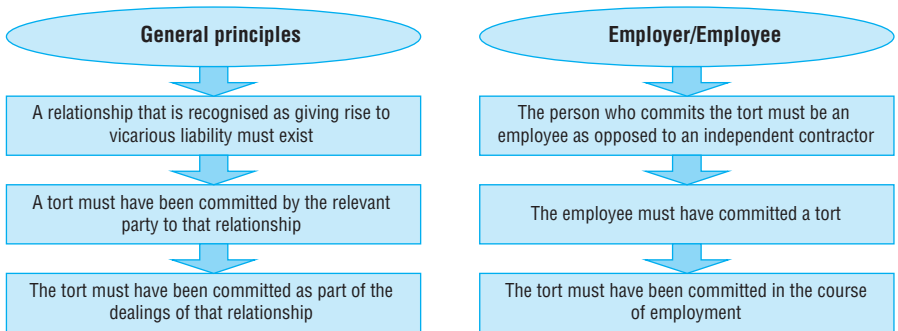 General principles
A relationship that is recognised as giving rise to
vicarious liability must exist
A tort must have been committed by the relevant
party to that relationship
The tort must have been committed as part of the
dealings of that relationship
Employer/Employee
The person who commits the tort must be an
employee as opposed to an independent contractor
The employee must have committed a tort
The tort must have been committed in the course
of employment